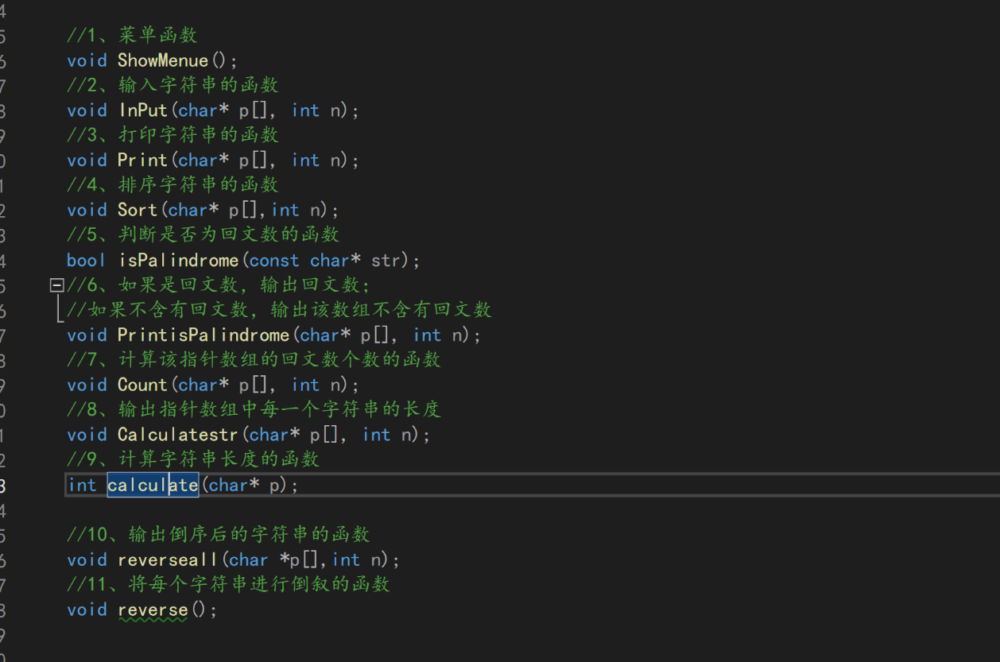 //1、菜单函数
void ShowMenue();
//2、输入字符串的函数
void InPut(char* p[], int n);
//3、打印字符串的函数
void Print(char* p[], int n);
//4、排序字符串的函数
void Sort(char* p[],int n);
//5、判断是否为回文数的函数
bool isPalindrome(const char* str);
//6、如果是回文数，输出回文数；
//如果不含有回文数，输出该数组不含有回文数
void PrintisPalindrome(char* p[], int n);
//7、计算该指针数组的回文数个数的函数
void Count(char* p[], int n);
//8、输出指针数组中每一个字符串的长度
void Calculatestr(char* p[], int n);
//9、计算字符串长度的函数
int calculate(char* p);
//10、输出倒序后的字符串的函数
void reverseall(char *p[],int n);
//11、将每个字符串进行倒叙的函数
void reverse();